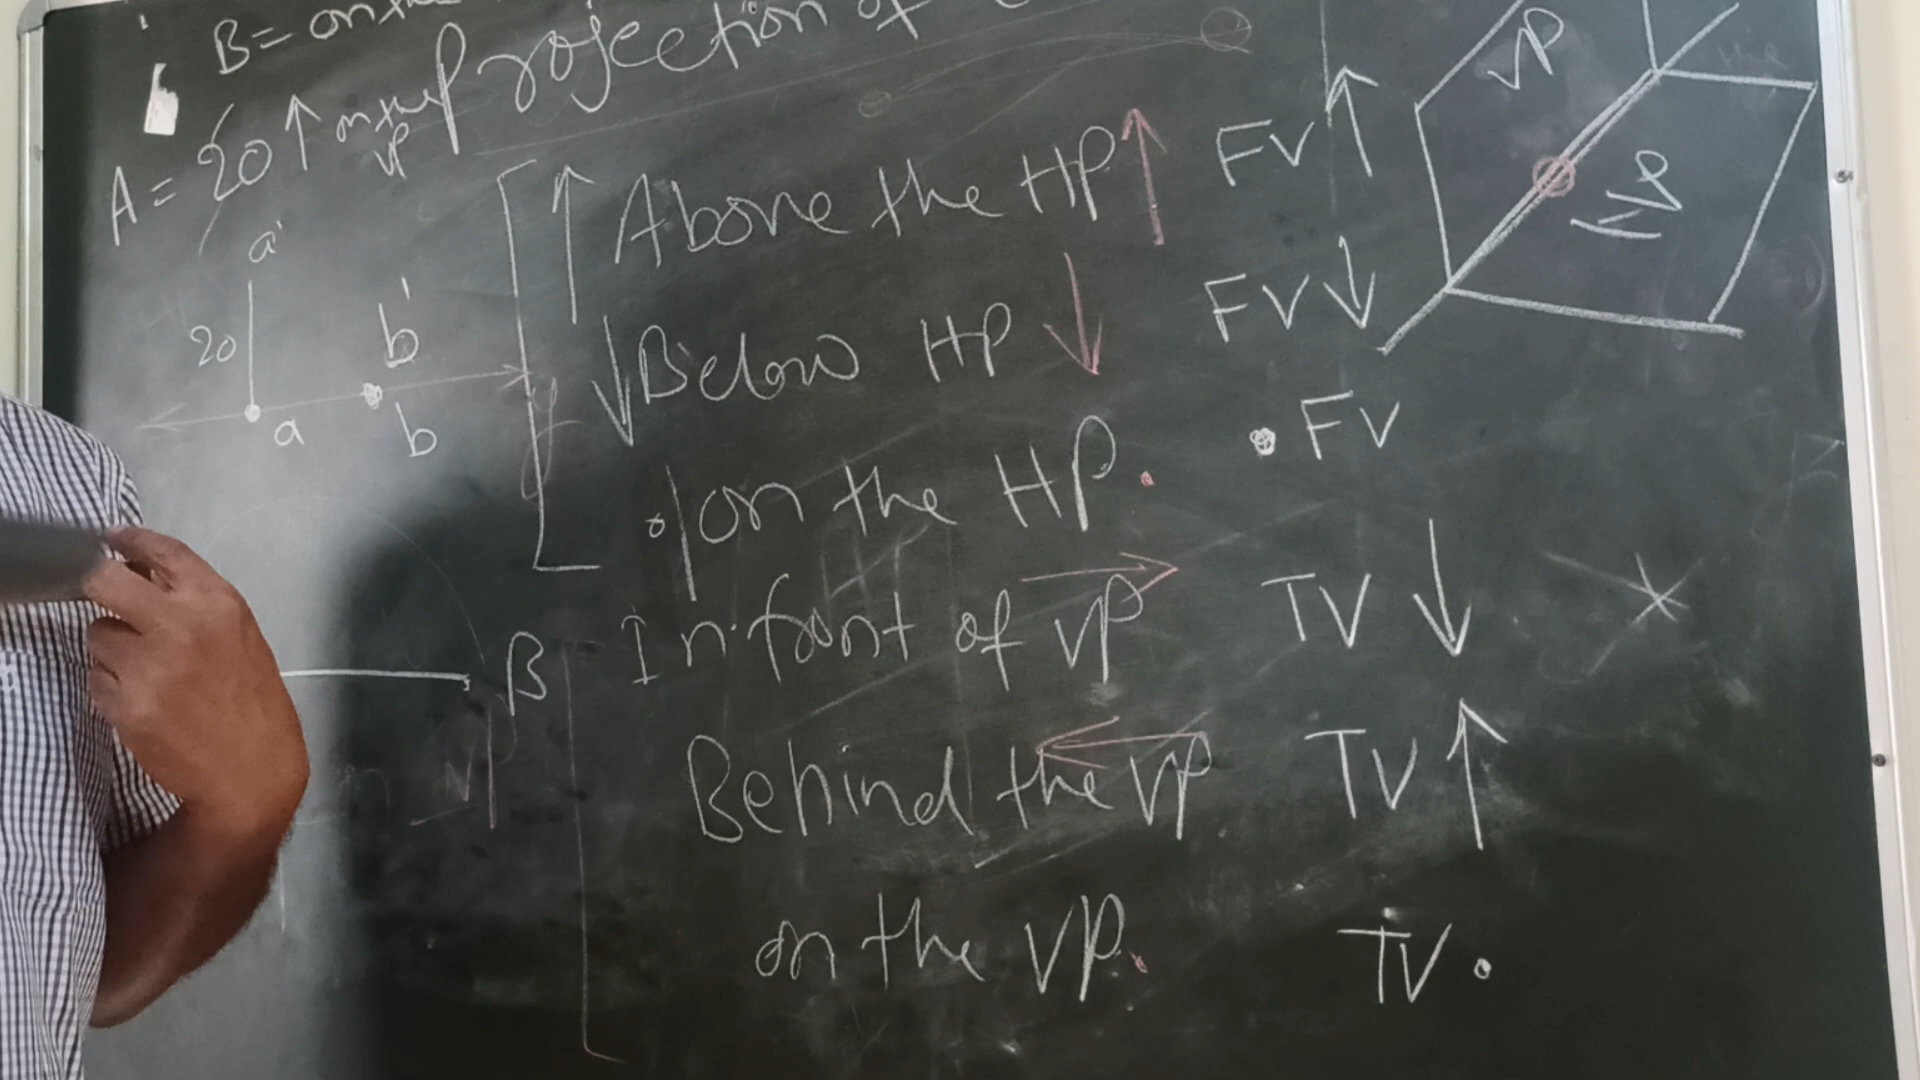 B = on the
Projection of
A = 20 ↑ on the VP
a'
20
a
b'
b
↑ Above the HP ↑ FV ↑
↓ Below HP ↓ FV ↓
on the HP. • FV
B
In front of VP → TV ↓
Behind the VP ← TV ↑
on the VP. TV •
VP
HP